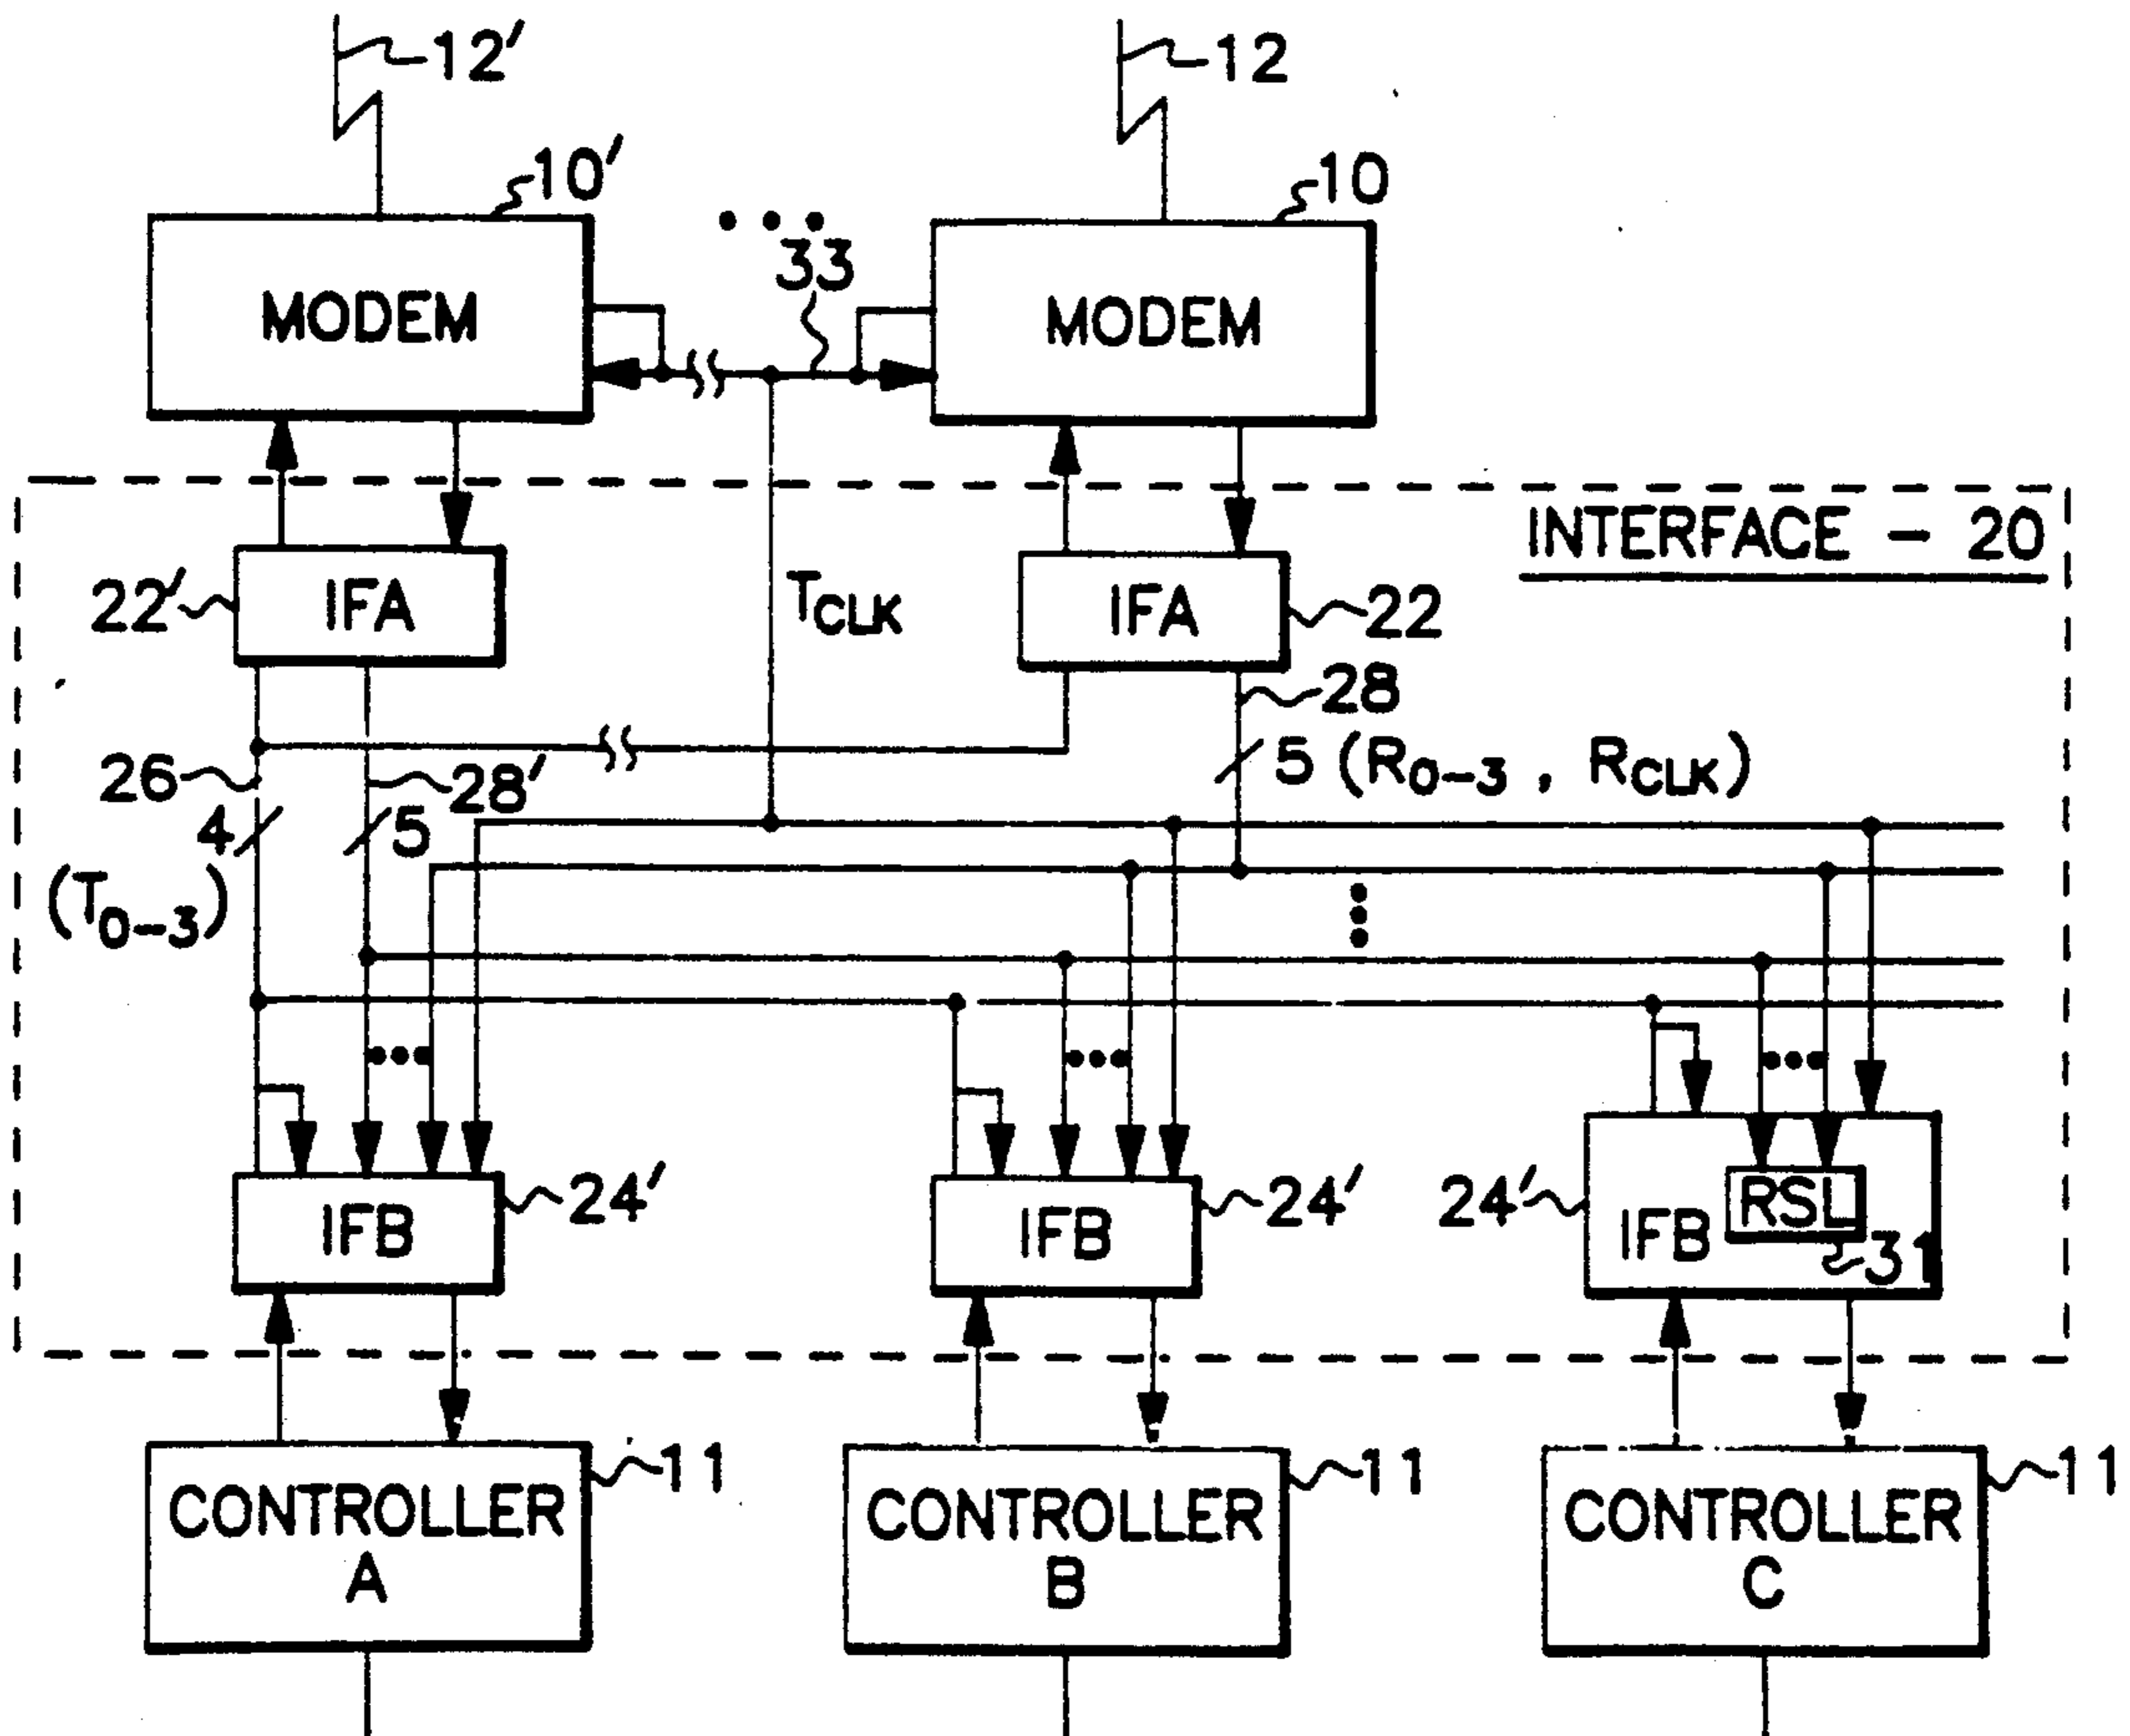 12′
12
10′
10
33
MODEM
MODEM
INTERFACE - 20
22′
IFA
TCLK
IFA
22
28
26
28′
5 (R0-3 , RCLK)
4
5
(T0-3)
24′
24′
24′
RSL
IFB
IFB
IFB
31
11
11
11
CONTROLLER
A
CONTROLLER
B
CONTROLLER
C